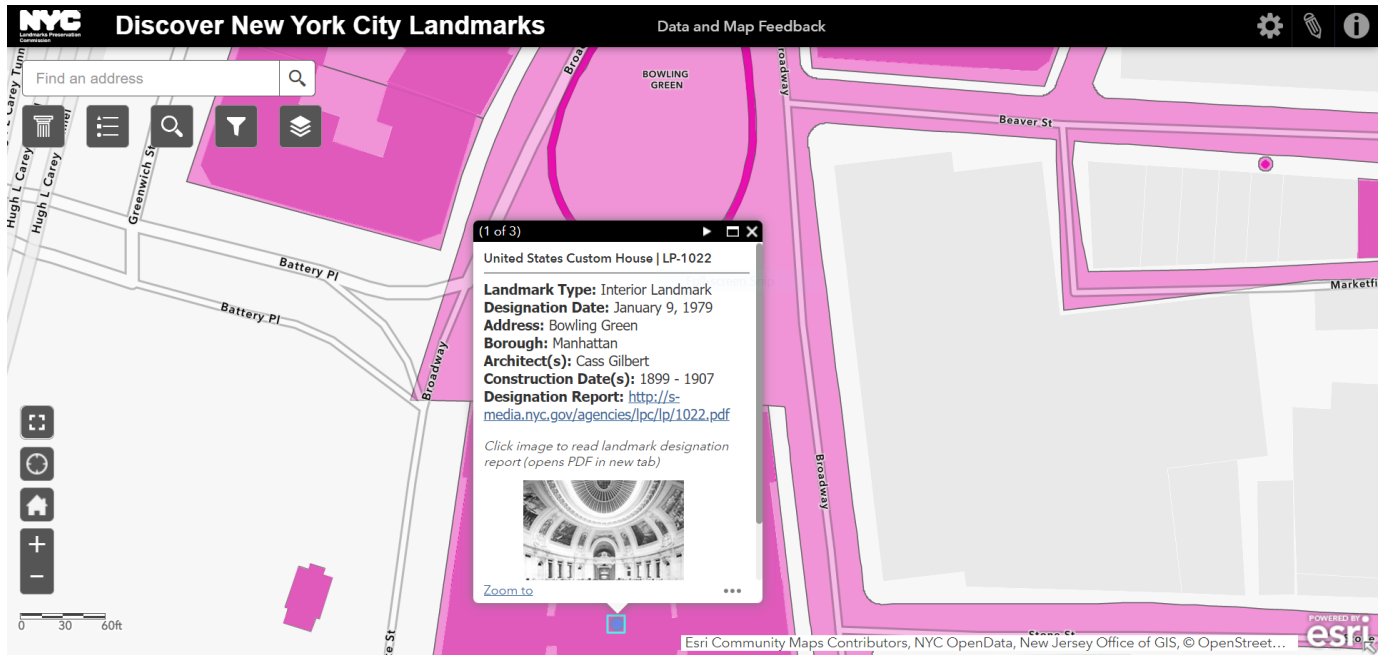 NYC
Landmarks Preservation
Commission
Discover New York City Landmarks
Data and Map Feedback
Find an address
Hugh L Carey
Hugh L Carey
Carey Tunn
Greenwich St
Broadway
BOWLING
GREEN
Beaver St
Battery Pl
Battery Pl
Broadway
Broadway
Marketfi
(1 of 3)
United States Custom House | LP-1022
Landmark Type: Interior Landmark
Designation Date: January 9, 1979
Address: Bowling Green
Borough: Manhattan
Architect(s): Cass Gilbert
Construction Date(s): 1899 - 1907
Designation Report: http://s-
media.nyc.gov/agencies/lpc/lp/1022.pdf
Click image to read landmark designation
report (opens PDF in new tab)
Zoom to
+
−
0 30 60ft
Stone St
Esri Community Maps Contributors, NYC OpenData, New Jersey Office of GIS, © OpenStreet...
POWERED BY
esri